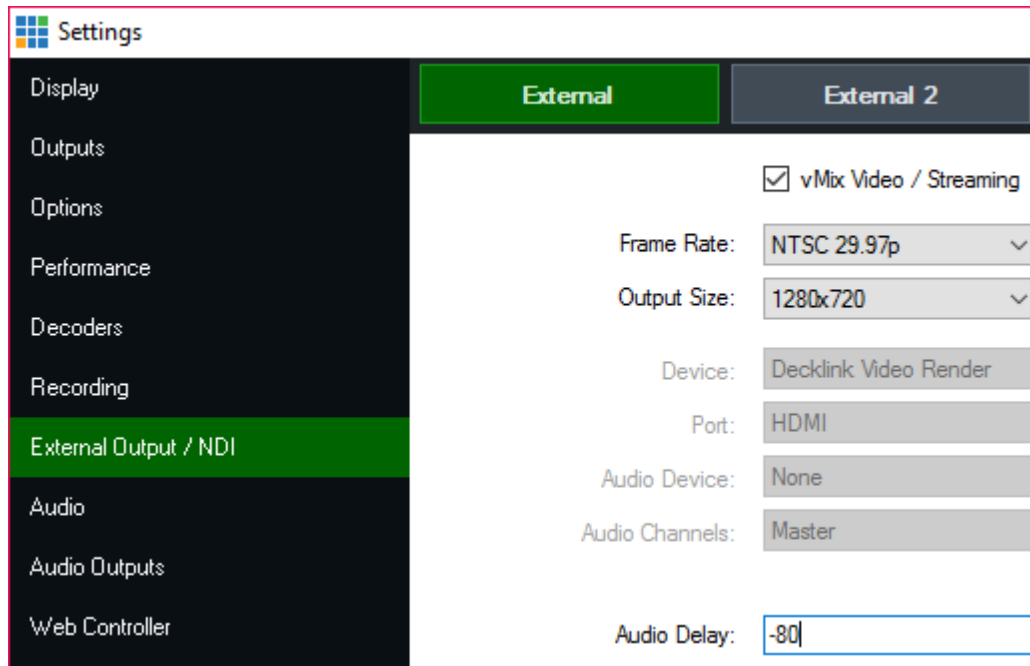 Settings
Display
Outputs
Options
Performance
Decoders
Recording
External Output / NDI
Audio
Audio Outputs
Web Controller
External
External 2
vMix Video / Streaming
Frame Rate: NTSC 29.97p
Output Size: 1280x720
Device: Decklink Video Render
Port: HDMI
Audio Device: None
Audio Channels: Master
Audio Delay: -80